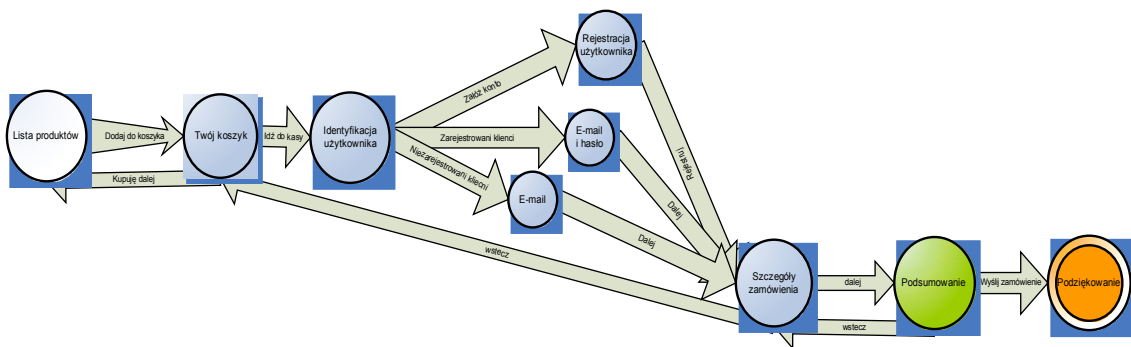 Rejestracja
użytkownika
Załóż konto
Lista produktów
Dodaj do koszyka
Twój koszyk
Idź do kasy
Identyfikacja
użytkownika
Zarejestrowani klienci
E-mail
i hasło
Rejestruj
Niezarejestrowani kliecni
Kupuję dalej
E-mail
Dalej
Dalej
wstecz
Szczegóły
zamówienia
dalej
Podsumowanie
Wyślij zamówienie
Podziękowanie
wstecz